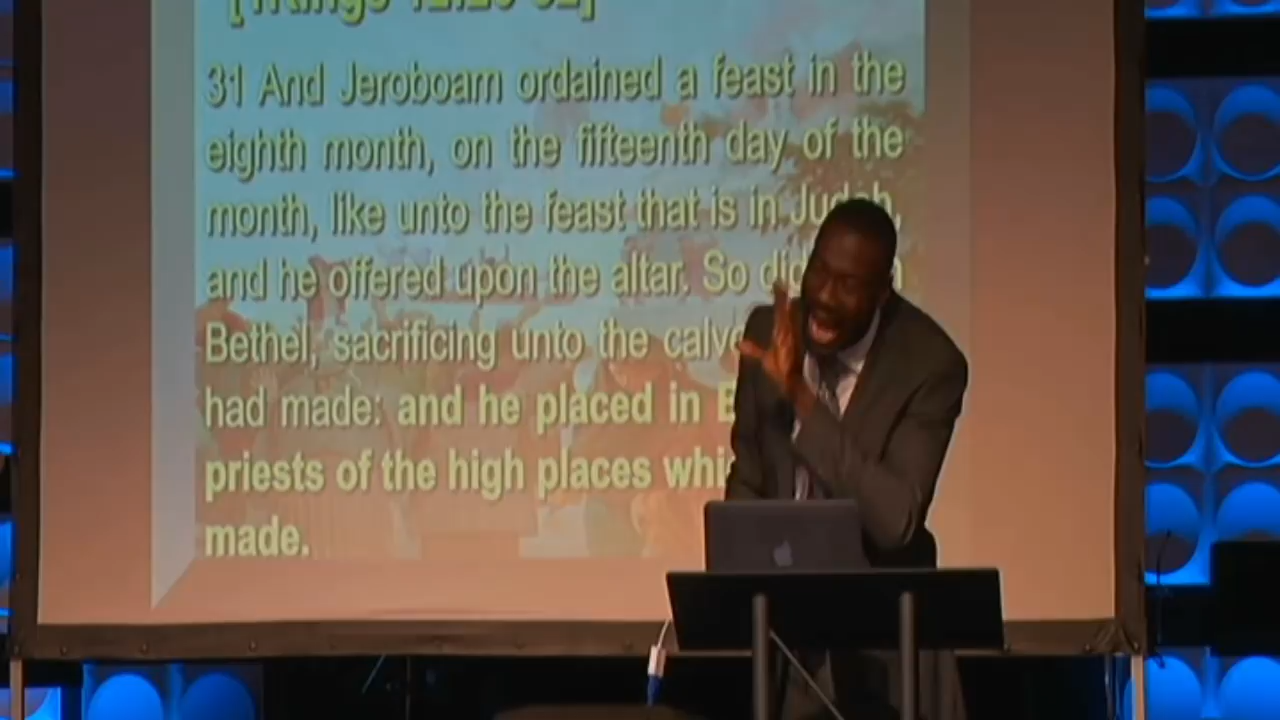 31 And Jeroboam ordained a feast in the
eighth month, on the fifteenth day of the
month, like unto the feast that is in Judah,
and he offered upon the altar. So did
Bethel, sacrificing unto the
had made: and he placed in
priests of the high places
made.